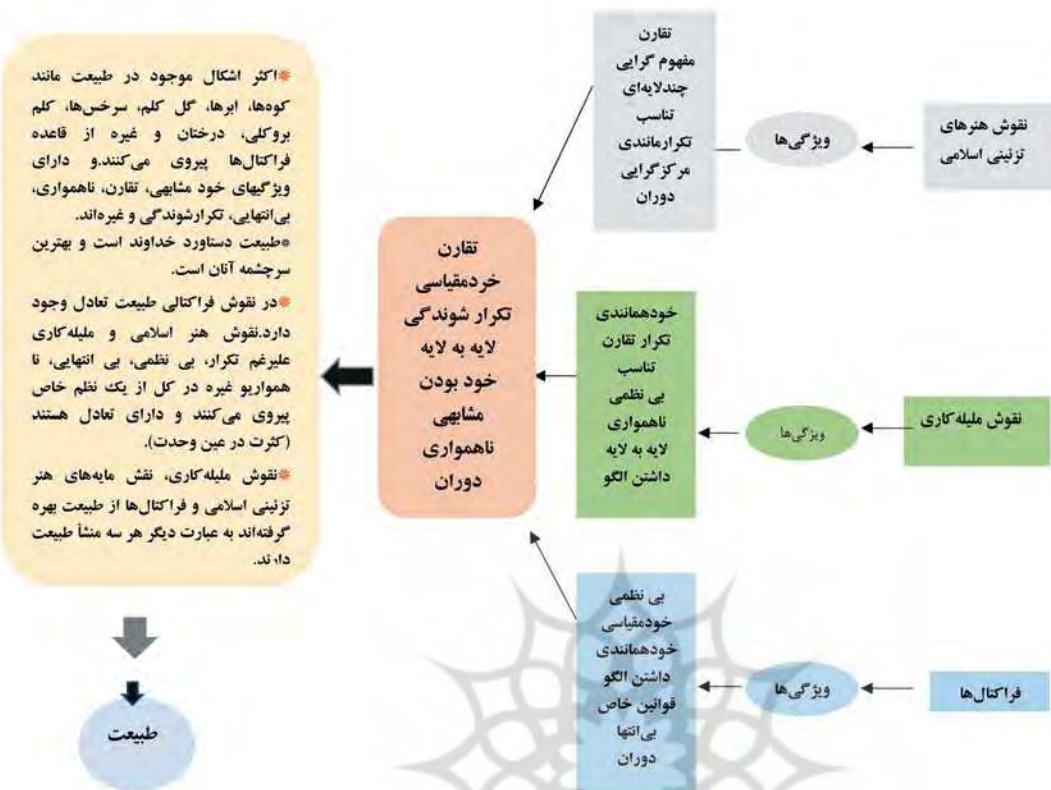 نقوش هنرهای
تزئینی اسلامی
ویژگی‌ها
تقارن
مفهوم گرایی
چندلایه‌ای
تناسب
تکرارمانندی
مرکزگرایی
دوران
نقوش ملیله‌کاری
ویژگی‌ها
خودهمانندی
تکرار تقارن
تناسب
بی نظمی
ناهمواری
لایه به لایه
داشتن الگو
فراکتال‌ها
ویژگی‌ها
بی نظمی
خودمقیاسی
خودهمانندی
داشتن الگو
قوانین خاص
بی‌انتها
دوران
تقارن
خردمقیاسی
تکرار شوندگی
لایه به لایه
خود بودن
مشابهی
ناهمواری
دوران
*اکثر اشکال موجود در طبیعت مانند
کوه‌ها، ابرها، گل کلم، سرخس‌ها، کلم
بروکلی، درختان و غیره از قاعده
فراکتال‌ها پیروی می‌کنند.و دارای
ویژگیهای خود مشابهی، تقارن، ناهمواری،
بی‌انتهایی، تکرارشوندگی و غیره‌اند.
*طبیعت دستاورد خداوند است و بهترین
سرچشمه آنان است.
*در نقوش فراکتالی طبیعت تعادل وجود
دارد.نقوش هنر اسلامی و ملیله‌کاری
علیرغم تکرار، بی نظمی، بی انتهایی، نا
همواریو غیره در کل از یک نظم خاص
پیروی می‌کنند و دارای تعادل هستند
(کثرت در عین وحدت).
*نقوش ملیله‌کاری، نقش مایه‌های هنر
تزئینی اسلامی و فراکتال‌ها از طبیعت بهره
گرفته‌اند به عبارت دیگر هر سه منشأ طبیعت
دارند.
طبیعت